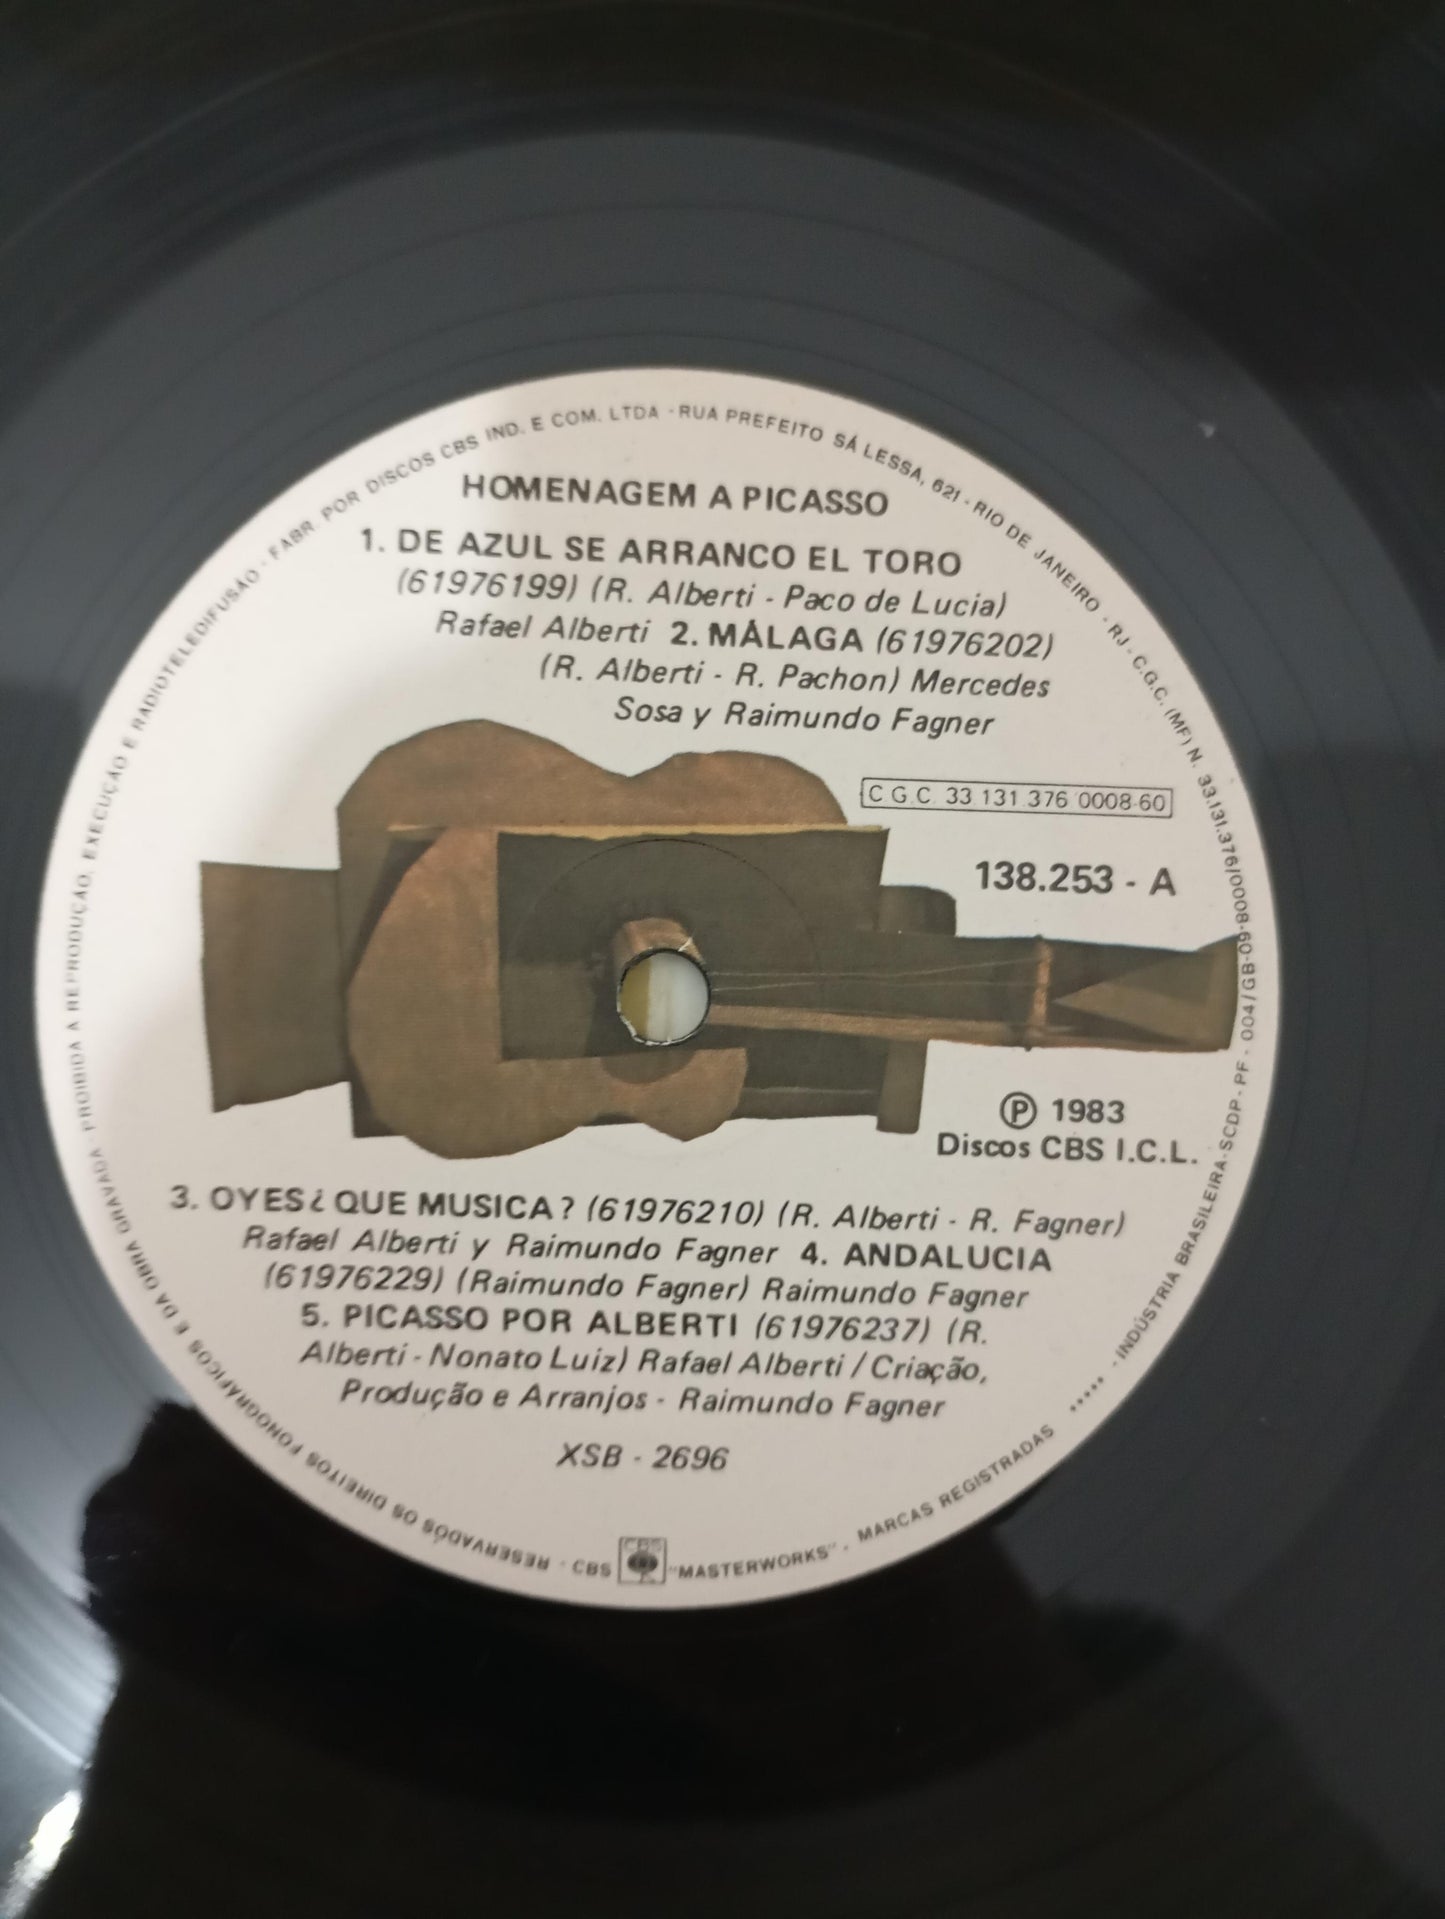 HOMENAGEM A PICASSO
1. DE AZUL SE ARRANCO EL TORO
(61976199) (R. Alberti - Paco de Lucia)
Rafael Alberti 2. MÁLAGA (61976202)
(R. Alberti - R. Pachon) Mercedes
Sosa y Raimundo Fagner
C G C 33 131 376 0008-60
138.253 - A
Ⓟ 1983
Discos CBS I.C.L.
3. OYES ¿ QUE MUSICA? (61976210) (R. Alberti - R. Fagner)
Rafael Alberti y Raimundo Fagner 4. ANDALUCIA
(61976229) (Raimundo Fagner) Raimundo Fagner
5. PICASSO POR ALBERTI (61976237) (R.
Alberti - Nonato Luiz) Rafael Alberti / Criação,
Produção e Arranjos - Raimundo Fagner
XSB - 2696
RESERVADOS OS DIREITOS FONOGRÁFICOS E DA OBRA GRAVADA - PROIBIDA A REPRODUÇÃO, EXECUÇÃO E RADIOTELEDIFUSÃO - FABR. POR DISCOS CBS IND. E COM. LTDA - RUA PREFEITO SÁ LESSA, 621 - RIO DE JANEIRO - RJ - C.G.C. (MF) N. 33.131.376/0008-60 - SCDP - PF - 004/GB-09-80 - INDÚSTRIA BRASILEIRA
CBS CBS "MASTERWORKS", MARCAS REGISTRADAS *****